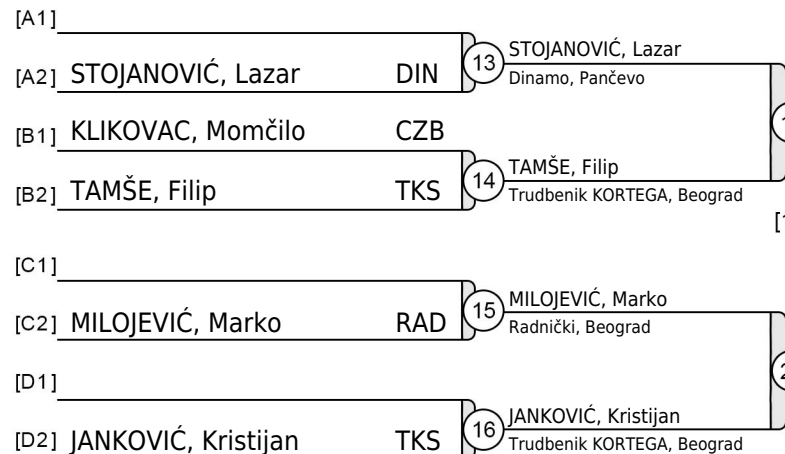 [A1]
13 STOJANOVIĆ, Lazar
[A2] STOJANOVIĆ, Lazar DIN
Dinamo, Pančevo
[B1] KLIKOVAC, Momčilo CZB
14 TAMŠE, Filip
[B2] TAMŠE, Filip TKS
Trudbenik KORTEGA, Beograd
[C1]
15 MILOJEVIĆ, Marko
[C2] MILOJEVIĆ, Marko RAD
Radnički, Beograd
[D1]
16 JANKOVIĆ, Kristijan
[D2] JANKOVIĆ, Kristijan TKS
Trudbenik KORTEGA, Beograd